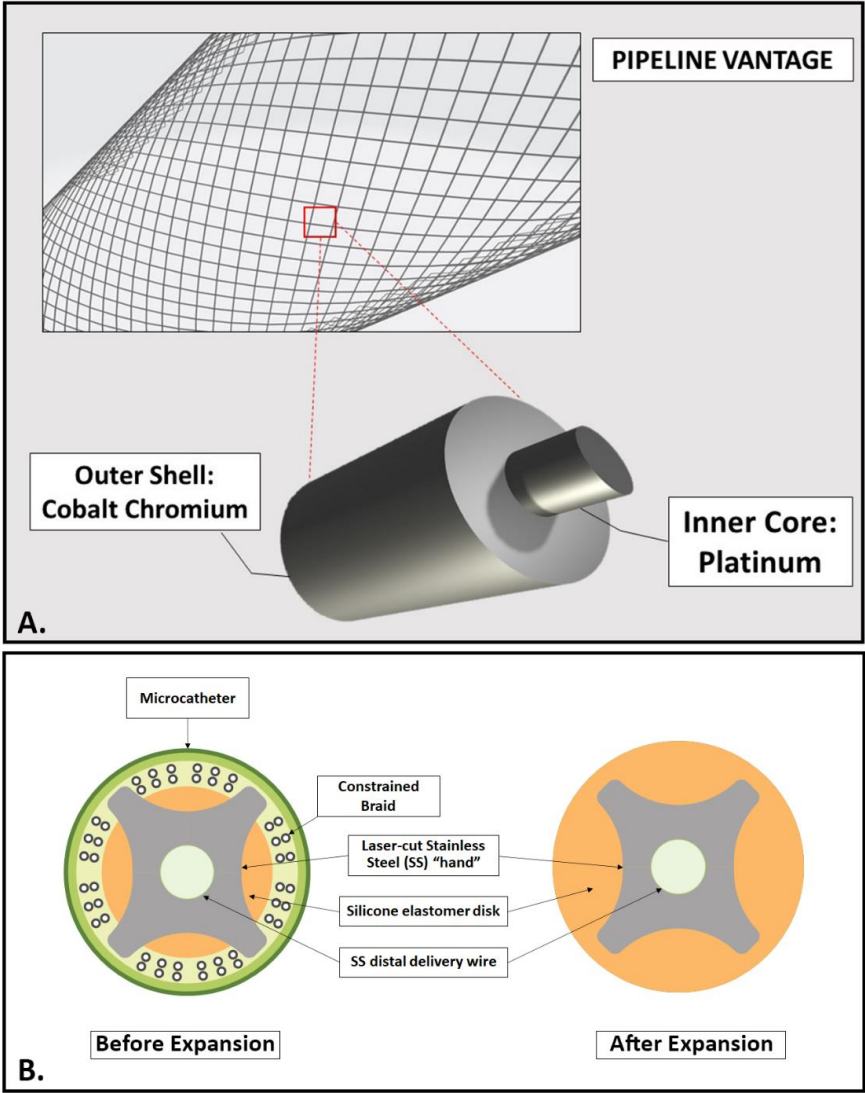 PIPELINE VANTAGE
Outer Shell:
Cobalt Chromium
Inner Core:
Platinum
A.
Microcatheter
Constrained
Braid
Laser-cut Stainless
Steel (SS) “hand”
Silicone elastomer disk
SS distal delivery wire
Before Expansion
After Expansion
B.